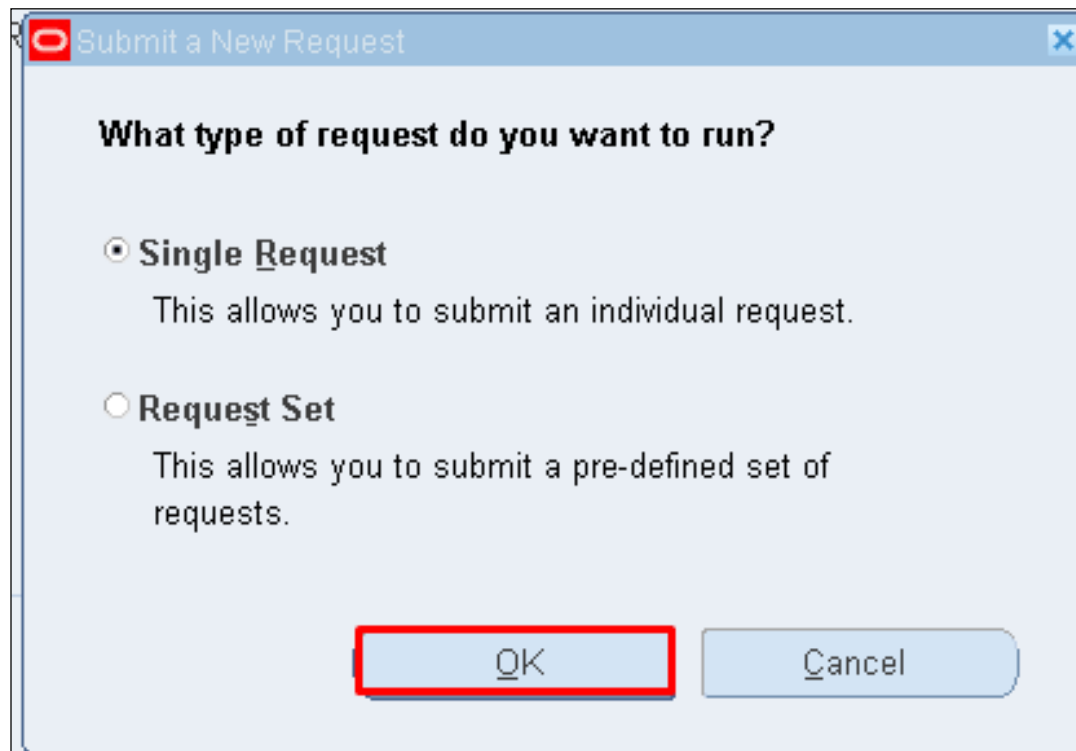 Submit a New Request
What type of request do you want to run?
Single Request
This allows you to submit an individual request.
Request Set
This allows you to submit a pre-defined set of
requests.
OK
Cancel